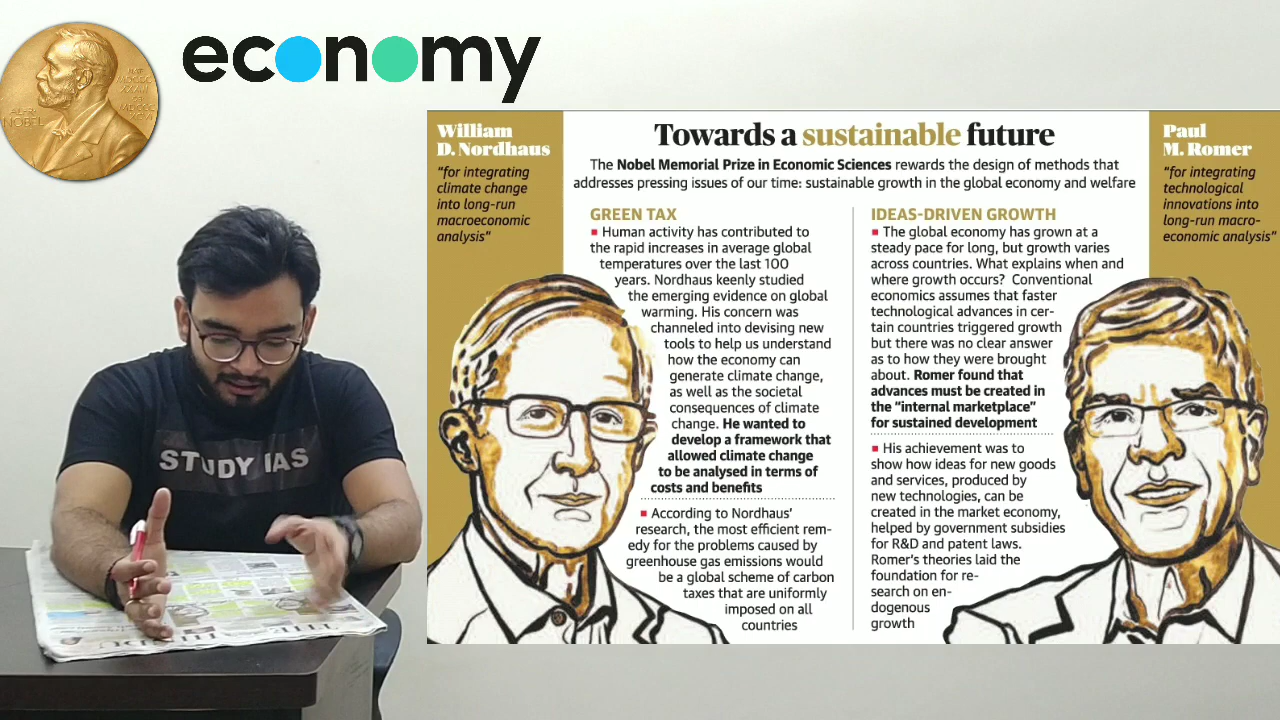 economy
ALFR.
NOBEL
William
D. Nordhaus
"for integrating
climate change
into long-run
macroeconomic
analysis"
Towards a sustainable future
The Nobel Memorial Prize in Economic Sciences rewards the design of methods that
addresses pressing issues of our time: sustainable growth in the global economy and welfare
GREEN TAX
Human activity has contributed to
the rapid increases in average global
temperatures over the last 100
years. Nordhaus keenly studied
the emerging evidence on global
warming. His concern was
channeled into devising new
tools to help us understand
how the economy can
generate climate change,
as well as the societal
consequences of climate
change. He wanted to
develop a framework that
allowed climate change
to be analysed in terms of
costs and benefits
According to Nordhaus'
research, the most efficient rem-
edy for the problems caused by
greenhouse gas emissions would
be a global scheme of carbon
taxes that are uniformly
imposed on all
countries
IDEAS-DRIVEN GROWTH
The global economy has grown at a
steady pace for long, but growth varies
across countries. What explains when and
where growth occurs? Conventional
economics assumes that faster
technological advances in cer-
tain countries triggered growth
but there was no clear answer
as to how they were brought
about. Romer found that
advances must be created in
the "internal marketplace"
for sustained development
His achievement was to
show how ideas for new goods
and services, produced by
new technologies, can be
created in the market economy,
helped by government subsidies
for R&D and patent laws.
Romer's theories laid the
foundation for re-
search on en-
dogenous
growth
Paul
M. Romer
"for integrating
technological
innovations into
long-run macro-
economic analysis"
STUDY IAS
THE HINDU